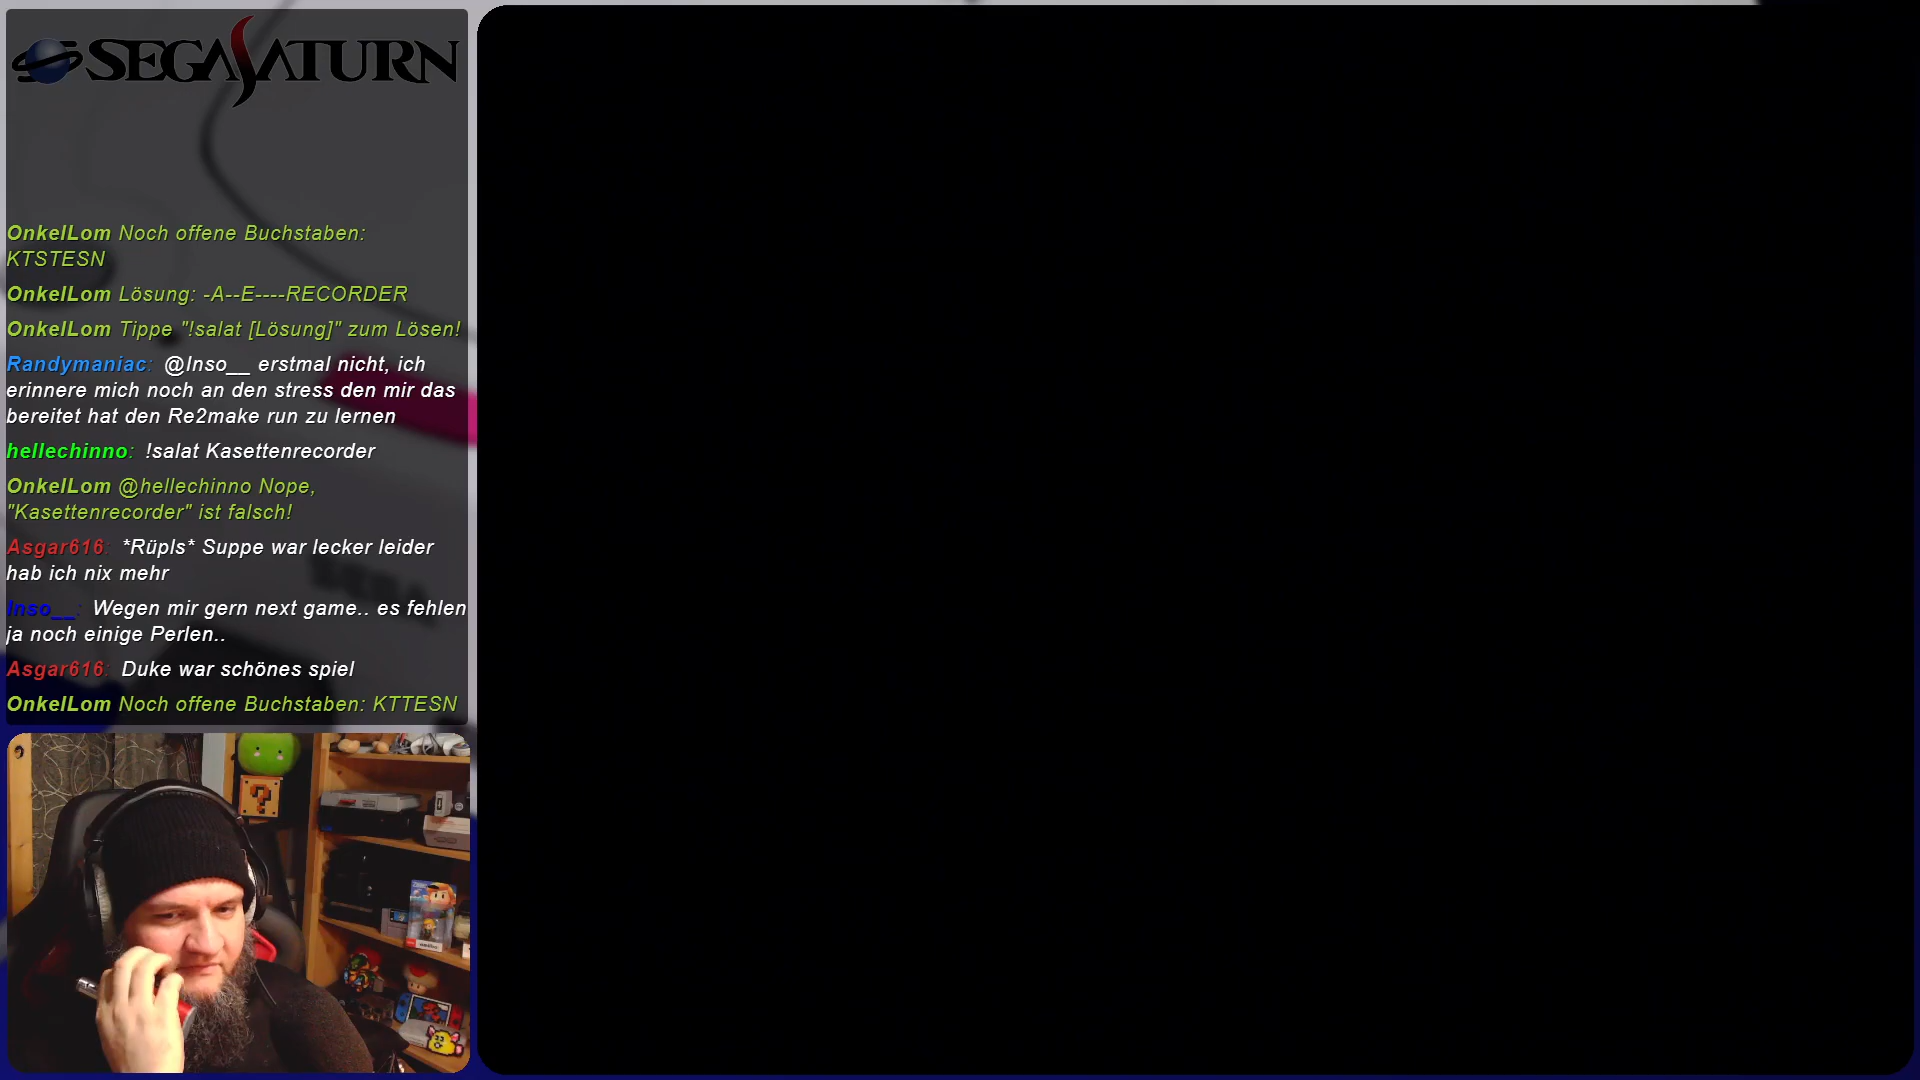 SEGA SATURN
OnkelLom Noch offene Buchstaben:
KTSTESN
OnkelLom Lösung: -A--E----RECORDER
OnkelLom Tippe "!salat [Lösung]" zum Lösen!
Randymaniac: @Inso__ erstmal nicht, ich
erinnere mich noch an den stress den mir das
bereitet hat den Re2make run zu lernen
hellechinno: !salat Kasettenrecorder
OnkelLom @hellechinno Nope,
"Kasettenrecorder" ist falsch!
Asgar616: *Rüpls* Suppe war lecker leider
hab ich nix mehr
Inso__: Wegen mir gern next game.. es fehlen
ja noch einige Perlen..
Asgar616: Duke war schönes spiel
OnkelLom Noch offene Buchstaben: KTTESN